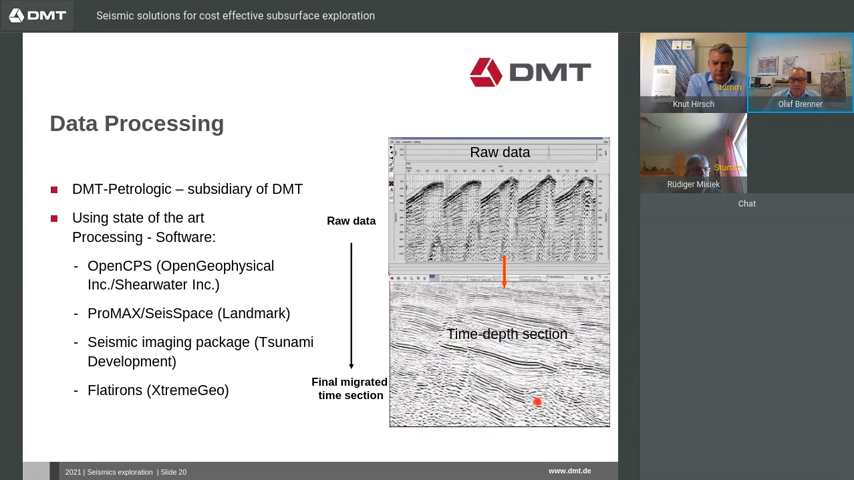 DMT
Seismic solutions for cost effective subsurface exploration
DMT
Data Processing
DMT-Petrologic – subsidiary of DMT
Using state of the art
Processing - Software:
- OpenCPS (OpenGeophysical
Inc./Shearwater Inc.)
- ProMAX/SeisSpace (Landmark)
- Seismic imaging package (Tsunami
Development)
- Flatirons (XtremeGeo)
Raw data
Final migrated
time section
Raw data
Time-depth section
2021 | Seismics exploration | Slide 20
www.dmt.de
Stumm
Knut Hirsch
Olaf Brenner
Stumm
Rüdiger Misiek
Chat